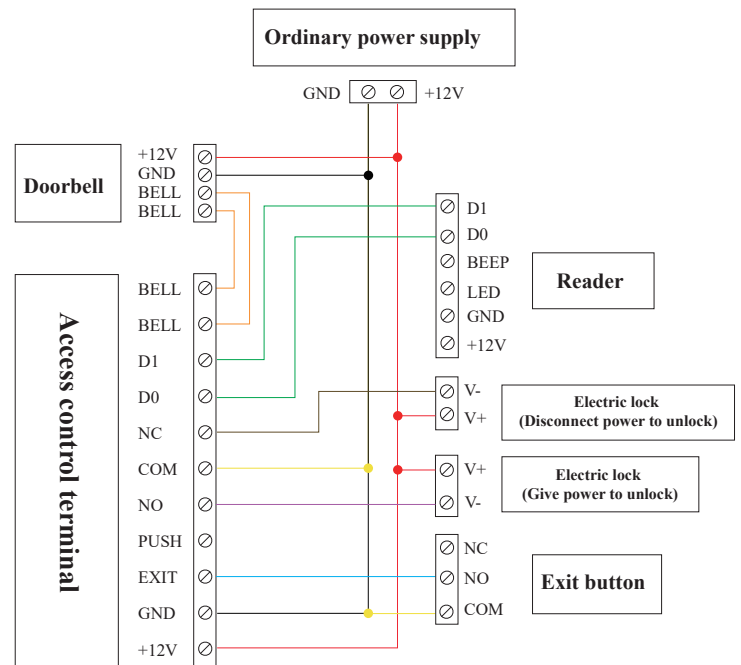 Ordinary power supply
GND
+12V
Doorbell
+12V
GND
BELL
BELL
D1
D0
BEEP
LED
GND
+12V
Reader
Access control terminal
BELL
BELL
D1
D0
NC
COM
NO
PUSH
EXIT
GND
+12V
V-
V+
Electric lock
(Disconnect power to unlock)
V+
V-
Electric lock
(Give power to unlock)
NC
NO
COM
Exit button